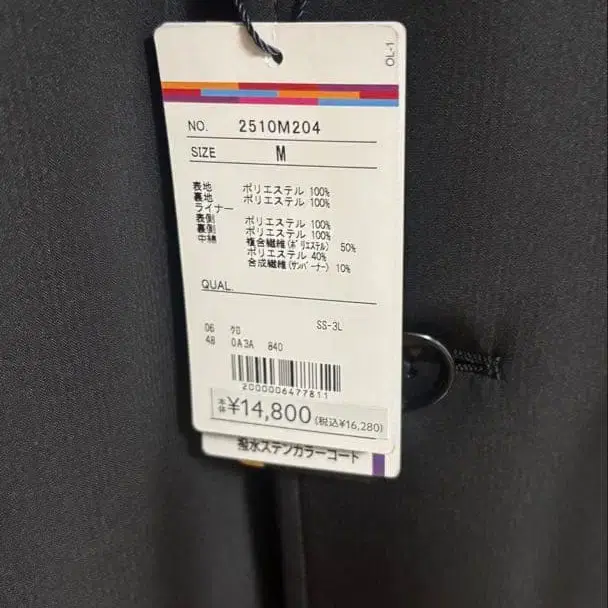 OL-1
NO. 2510M204
SIZE M
表地 ポリエステル 100%
裏地 ポリエステル 100%
ライナー
表側 ポリエステル 100%
裏側 ポリエステル 100%
中綿 複合繊維(ポリエステル) 50%
ポリエステル 40%
合成繊維(サンバーナー) 10%
QUAL.
SS-3L
06 クロ
48 0A3A 840
2000006477811
本体 ¥14,800 (税込¥16,280)
撥水ステンカラーコート